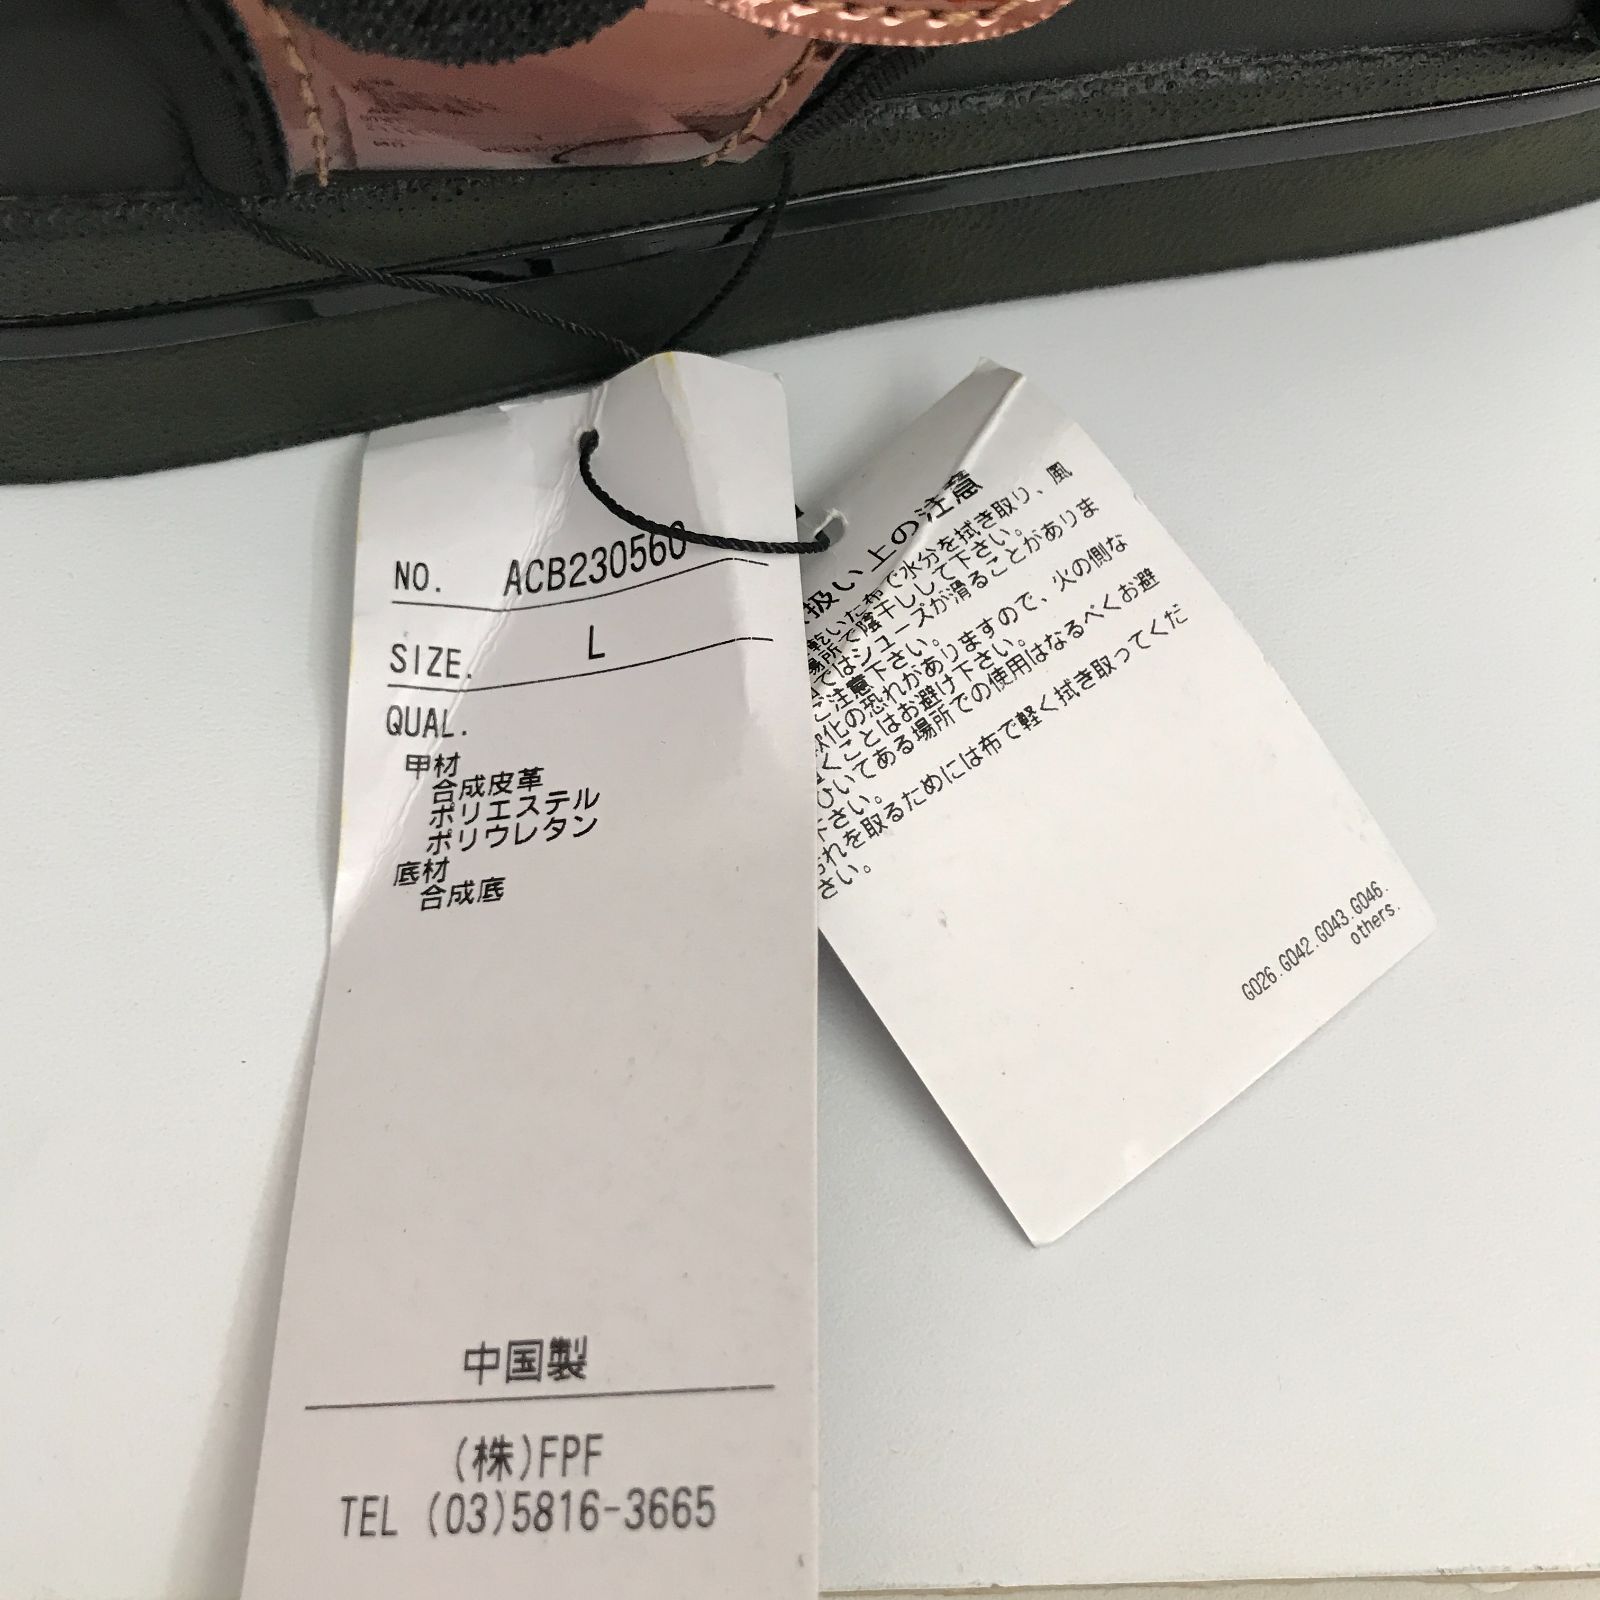 NO. ACB230560
SIZE. L
QUAL.
甲材
合成皮革
ポリエステル
ポリウレタン
底材
合成底
中国製
(株)FPF
TEL (03)5816-3665
扱い上の注意
乾いた布で水分を拭き取り、風
場所で陰干しして下さい。
てはシューズが滑ることがありま
ご注意下さい。
軟化の恐れがありますので、火の側な
くことはお避け下さい。
ひいてある場所での使用はなるべくお避
さい。
れを取るためには布で軽く拭き取ってくだ
さい。
G026.G042.G043.G046.
others.